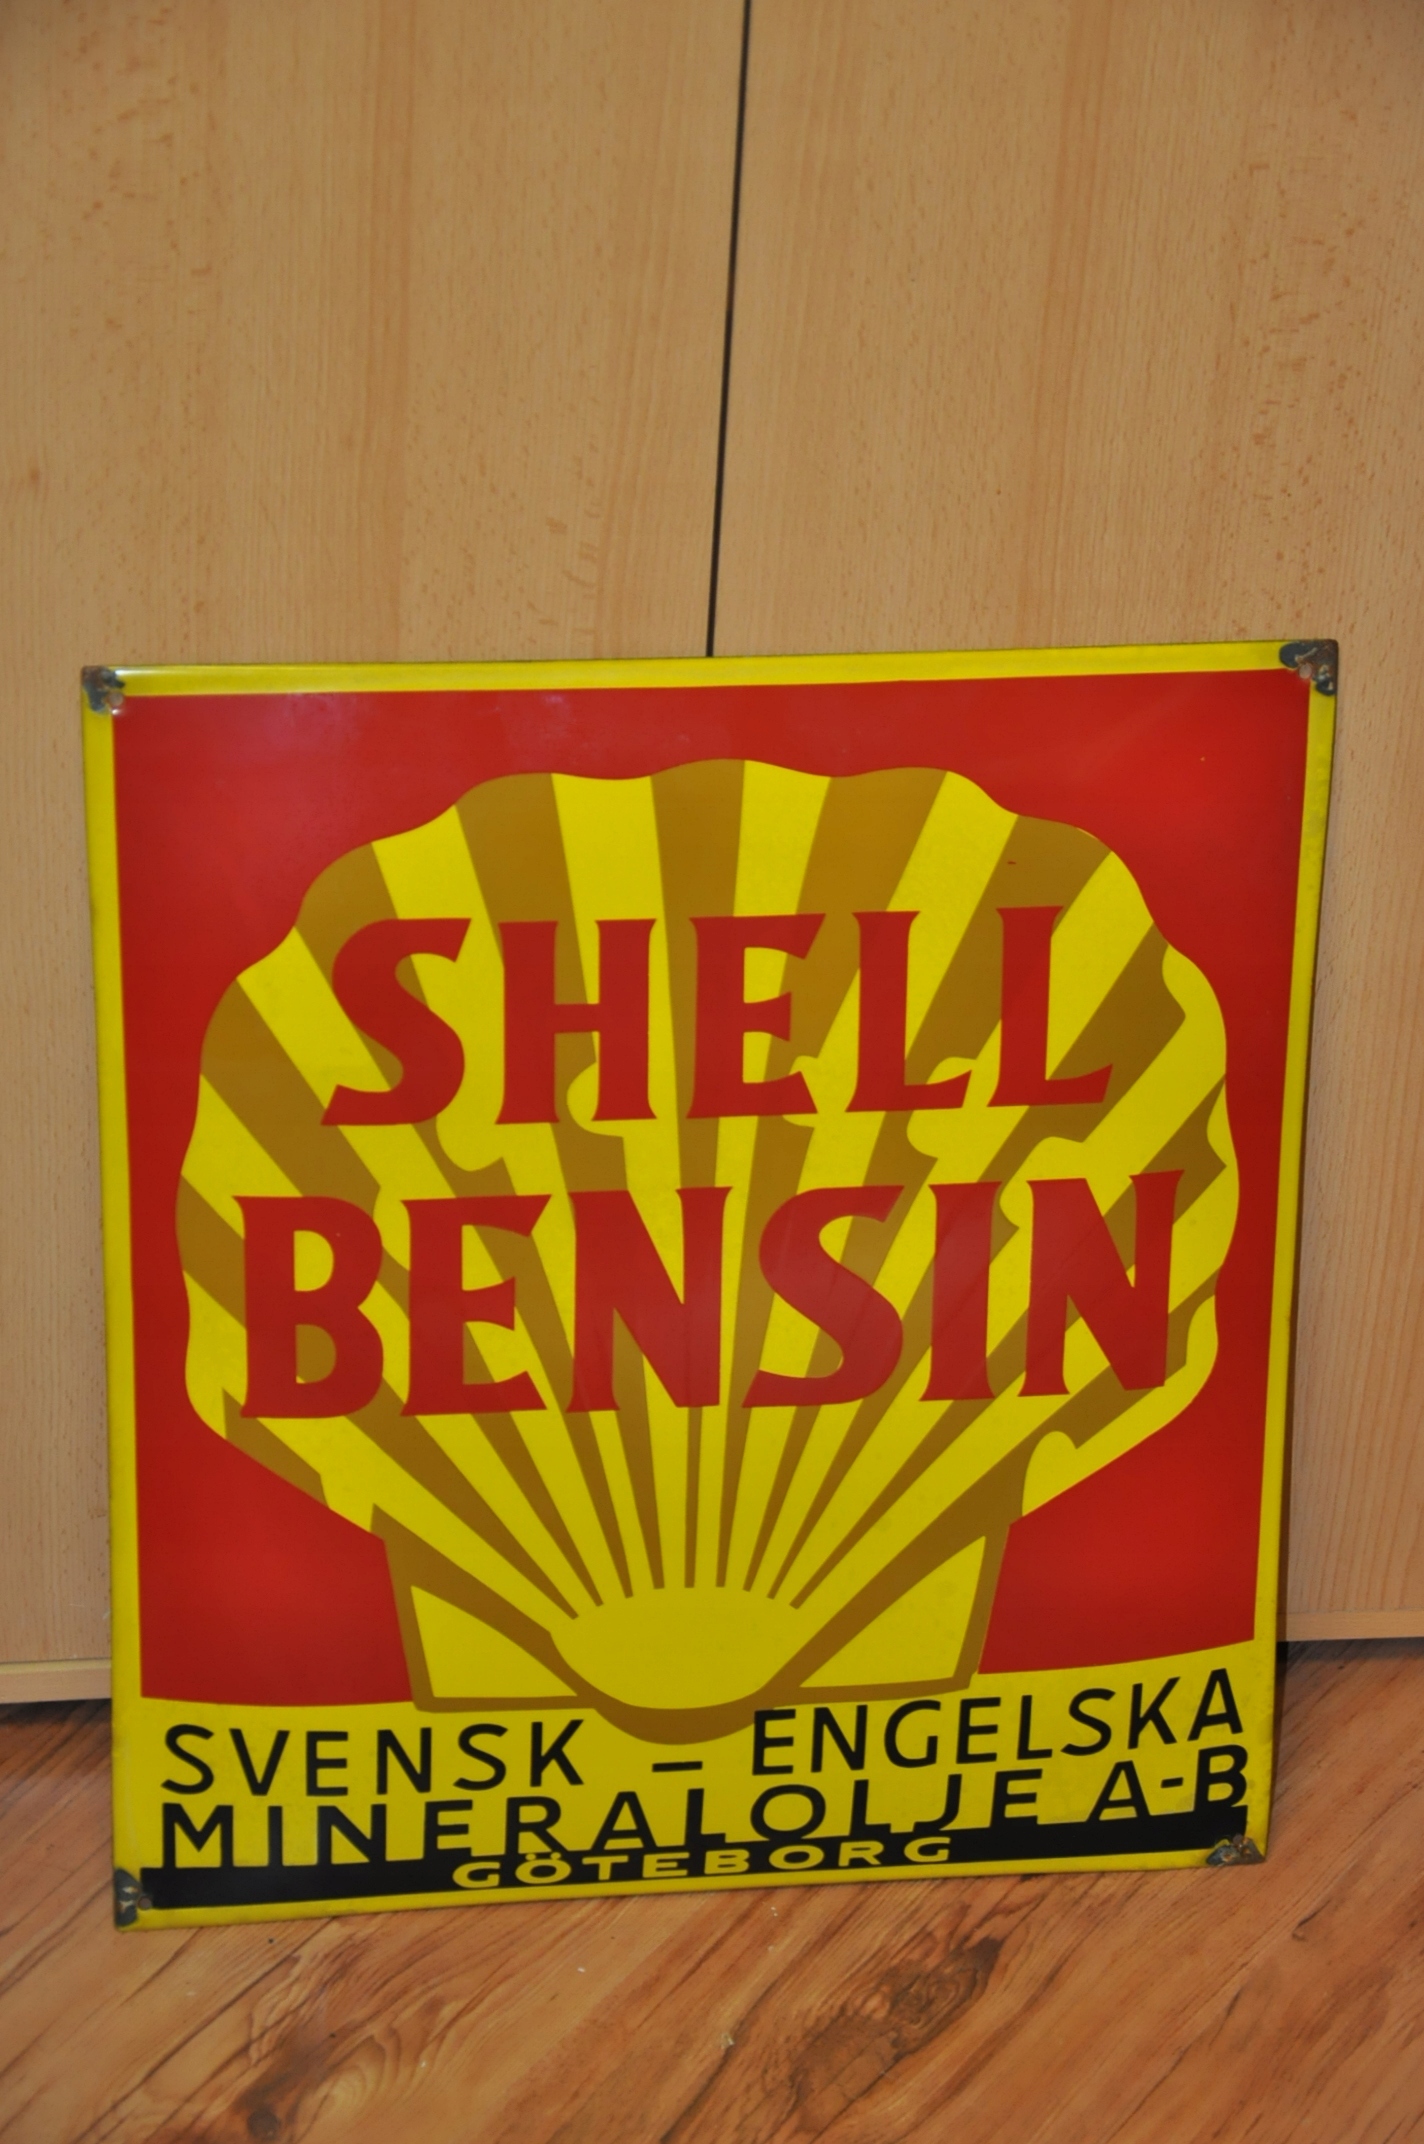 SHELL
BENSIN
SVENSK – ENGELSKA
MINERALOLJE A-B
GÖTEBORG